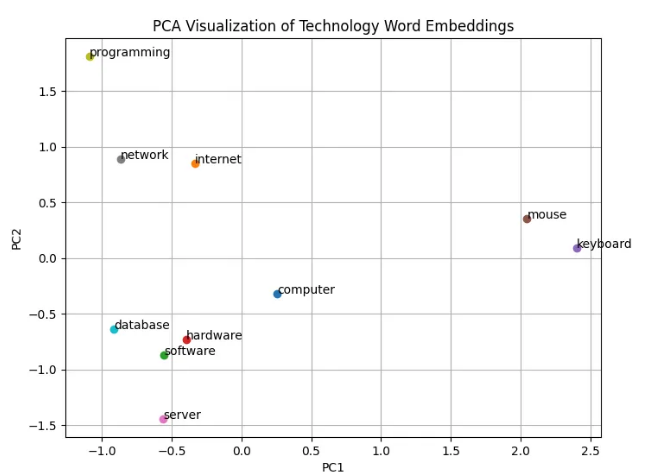 PCA Visualization of Technology Word Embeddings
programming
1.5
network
internet
1.0
0.5
mouse
PC2
keyboard
0.0
computer
database
−0.5
hardware
software
−1.0
server
−1.5
−1.0 −0.5 0.0 0.5 1.0 1.5 2.0 2.5
PC1